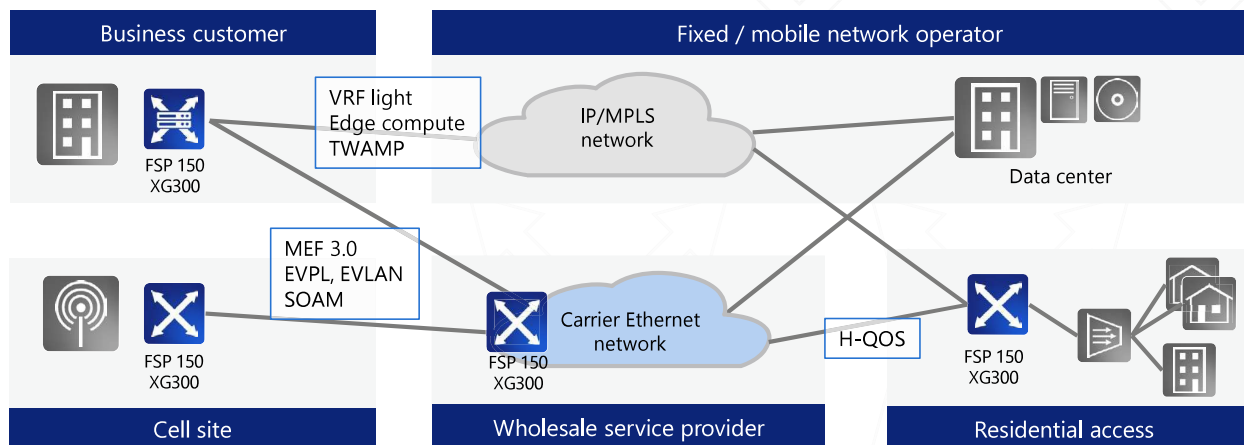 Business customer
Fixed / mobile network operator
VRF light
Edge compute
TWAMP
IP/MPLS
network
FSP 150
XG300
Data center
MEF 3.0
EVPL, EVLAN
SOAM
FSP 150
XG300
FSP 150
XG300
Carrier Ethernet
network
H-QOS
FSP 150
XG300
Cell site
Wholesale service provider
Residential access